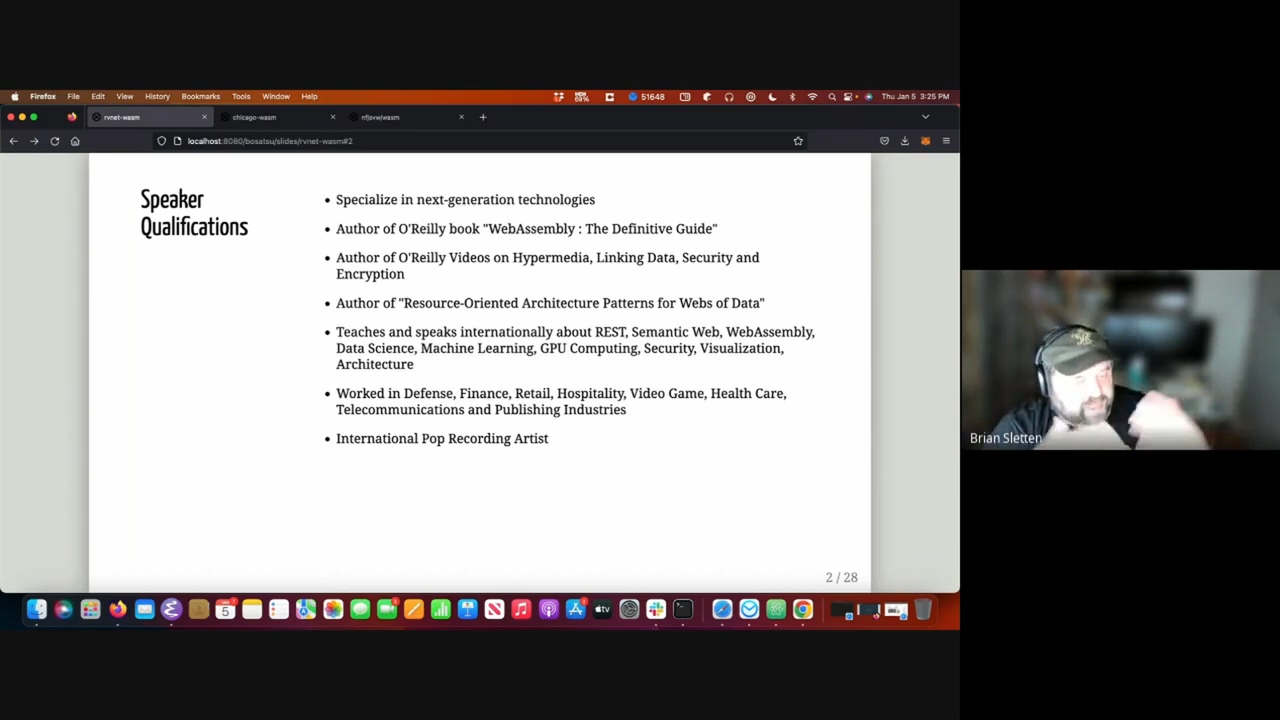 Firefox File Edit View History Bookmarks Tools Window Help 51648 Thu Jan 5 3:25 PM
rvnet-wasm chicago-wasm nfjsvw/wasm
localhost:8080/bosatsu/slides/rvnet-wasm#2
Speaker
Qualifications
• Specialize in next-generation technologies
• Author of O'Reilly book "WebAssembly : The Definitive Guide"
• Author of O'Reilly Videos on Hypermedia, Linking Data, Security and
Encryption
• Author of "Resource-Oriented Architecture Patterns for Webs of Data"
• Teaches and speaks internationally about REST, Semantic Web, WebAssembly,
Data Science, Machine Learning, GPU Computing, Security, Visualization,
Architecture
• Worked in Defense, Finance, Retail, Hospitality, Video Game, Health Care,
Telecommunications and Publishing Industries
• International Pop Recording Artist
Brian Sletten
2 / 28
5
tv